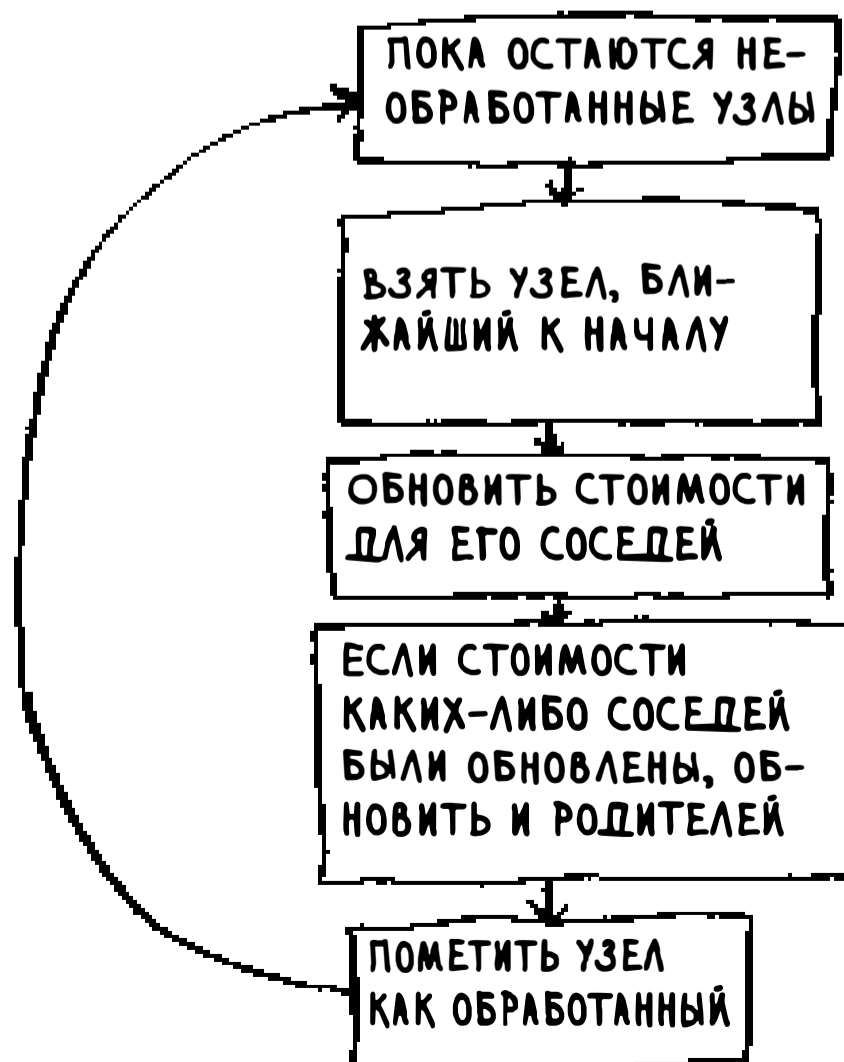 ПОКА ОСТАЮТСЯ НЕ-
ОБРАБОТАННЫЕ УЗЛЫ
ВЗЯТЬ УЗЕЛ, БЛИ-
ЖАЙШИЙ К НАЧАЛУ
ОБНОВИТЬ СТОИМОСТИ
ДЛЯ ЕГО СОСЕДЕЙ
ЕСЛИ СТОИМОСТИ
КАКИХ-ЛИБО СОСЕДЕЙ
БЫЛИ ОБНОВЛЕНЫ, ОБ-
НОВИТЬ И РОДИТЕЛЕЙ
ПОМЕТИТЬ УЗЕЛ
КАК ОБРАБОТАННЫЙ